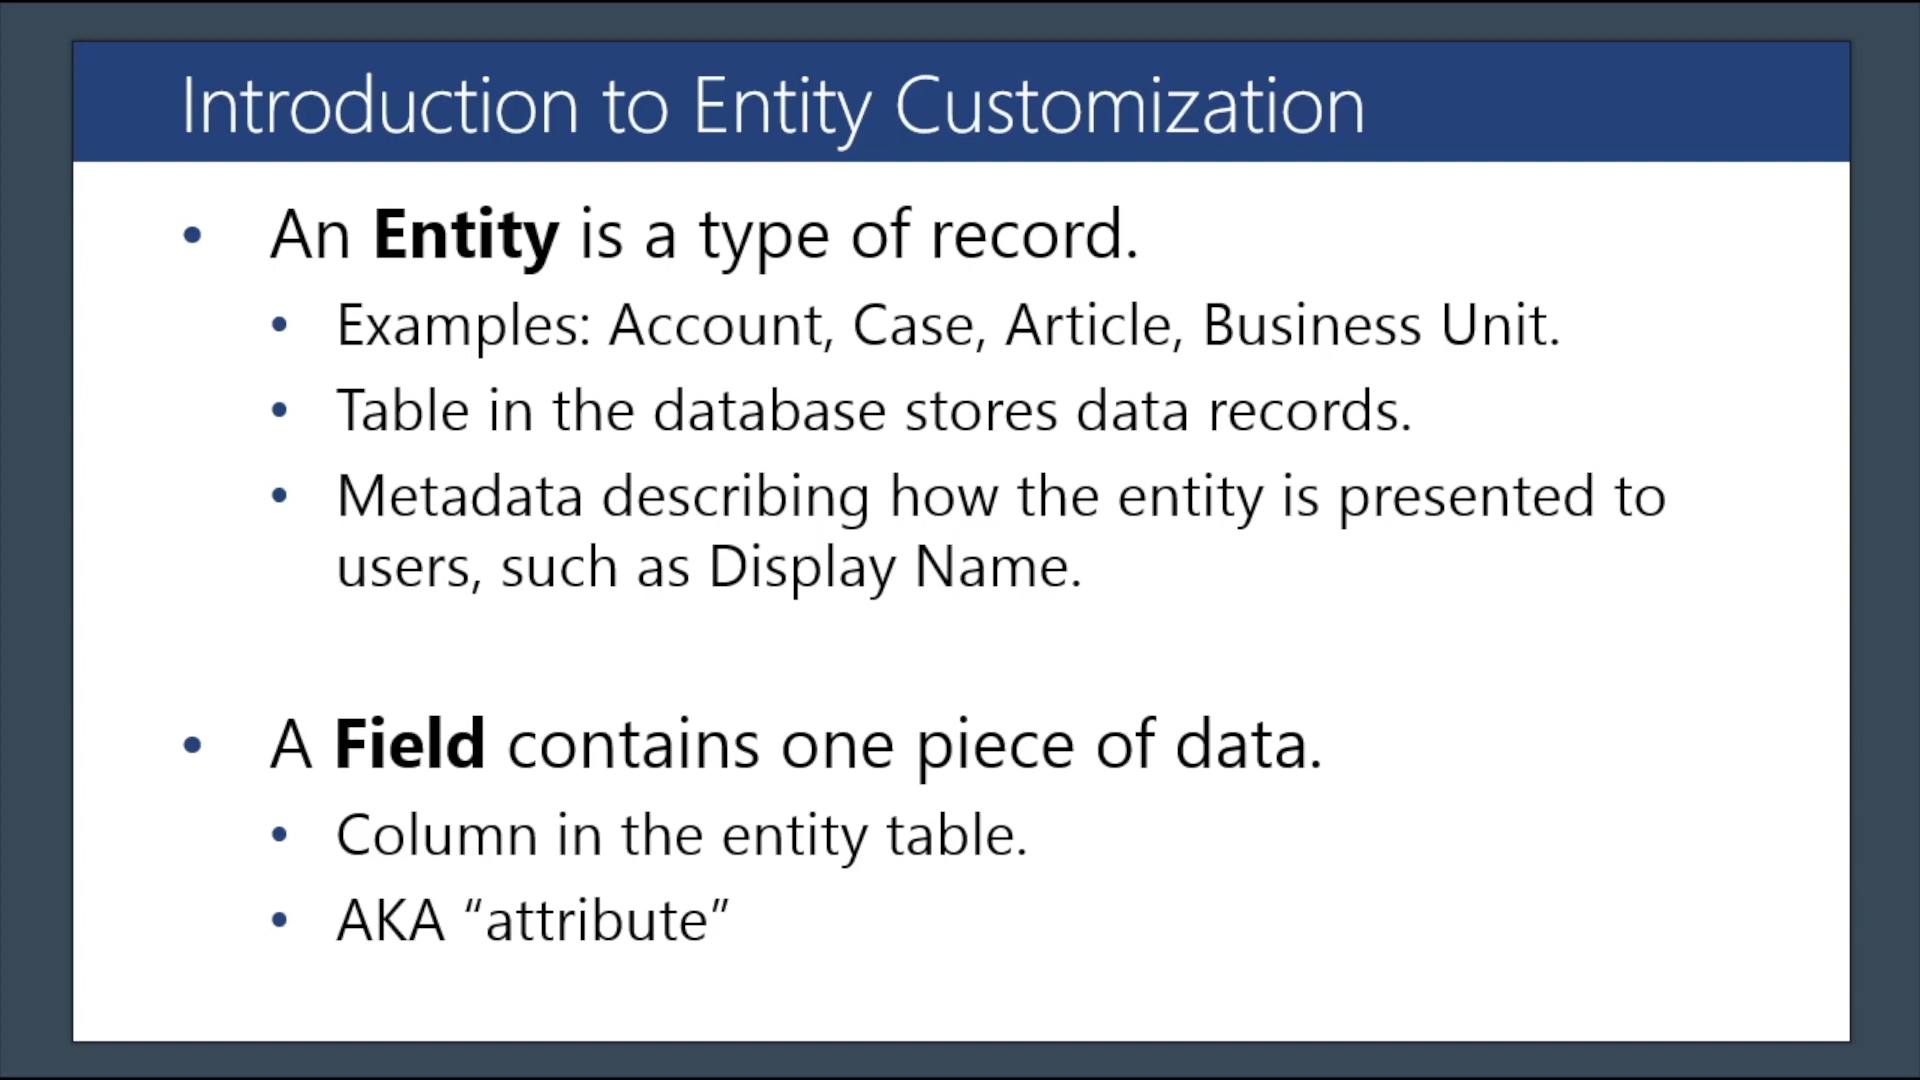 Introduction to Entity Customization
• An Entity is a type of record.
• Examples: Account, Case, Article, Business Unit.
• Table in the database stores data records.
• Metadata describing how the entity is presented to
users, such as Display Name.
• A Field contains one piece of data.
• Column in the entity table.
• AKA “attribute”